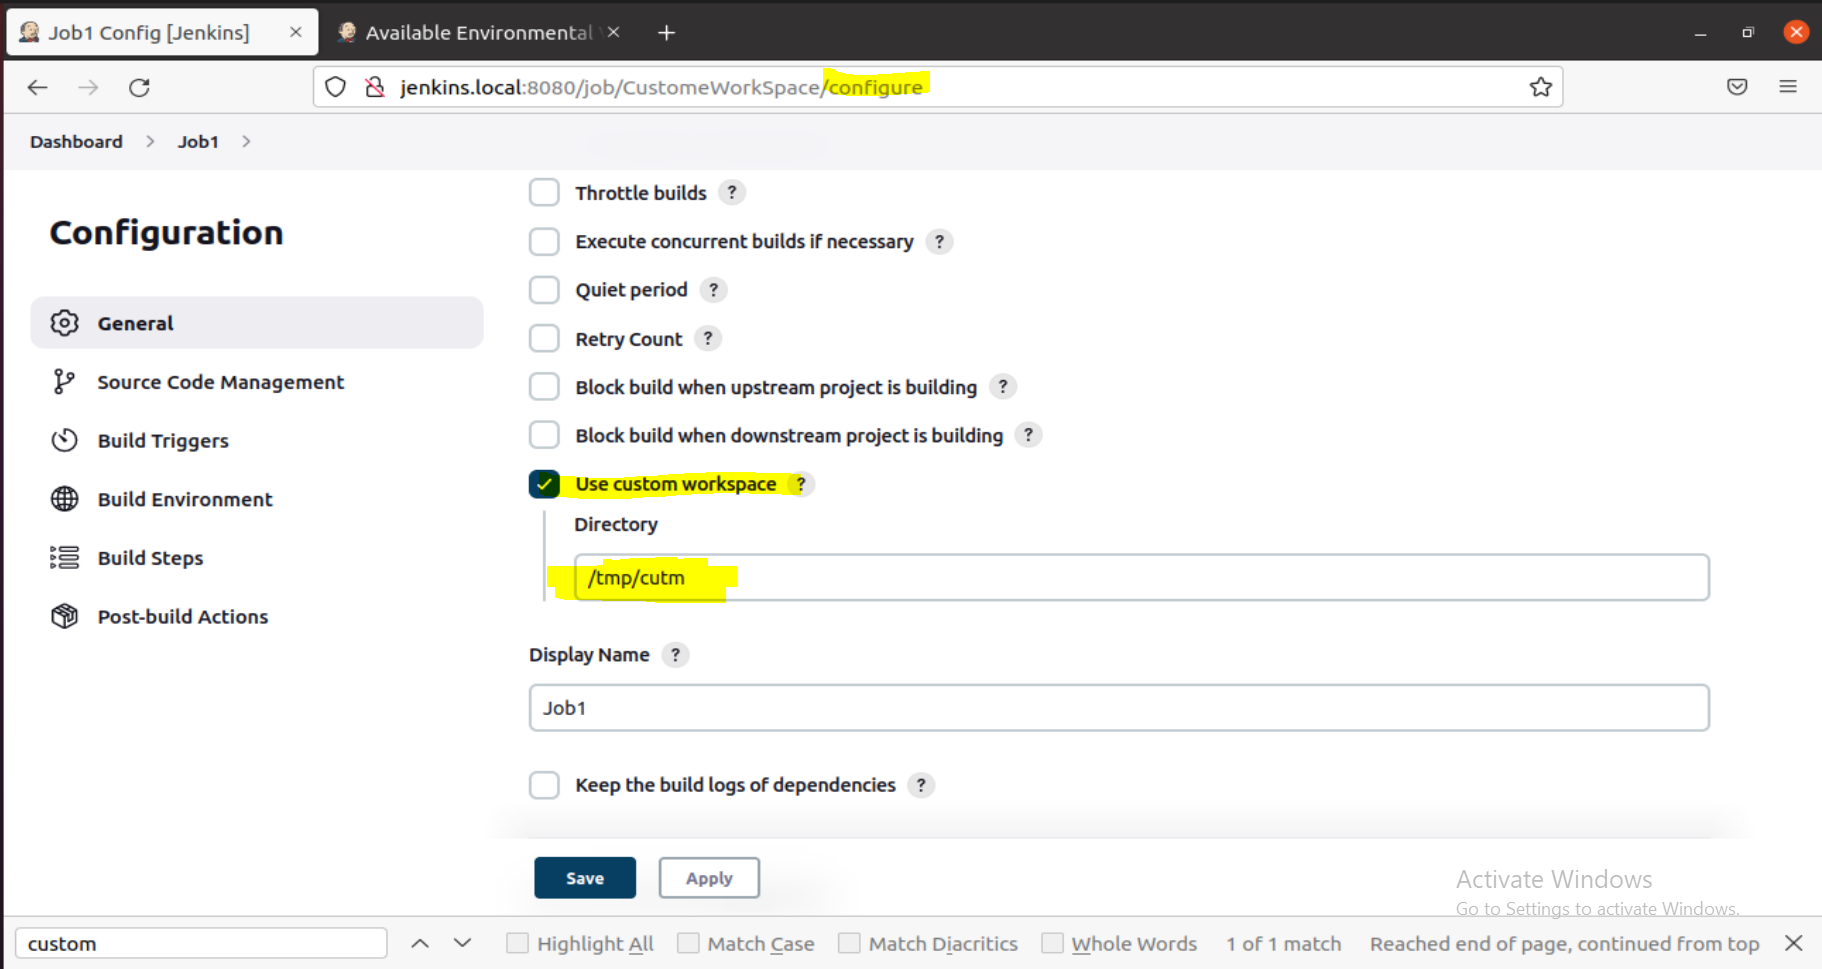 Job1 Config [Jenkins]
Available Environmental
jenkins.local:8080/job/CustomeWorkSpace/configure
Dashboard > Job1 >
Configuration
General
Source Code Management
Build Triggers
Build Environment
Build Steps
Post-build Actions
Throttle builds ?
Execute concurrent builds if necessary ?
Quiet period ?
Retry Count ?
Block build when upstream project is building ?
Block build when downstream project is building ?
Use custom workspace ?
Directory
/tmp/cutm
Display Name ?
Job1
Keep the build logs of dependencies ?
Save Apply
Activate Windows
Go to Settings to activate Windows.
custom Highlight All Match Case Match Diacritics Whole Words 1 of 1 match Reached end of page, continued from top